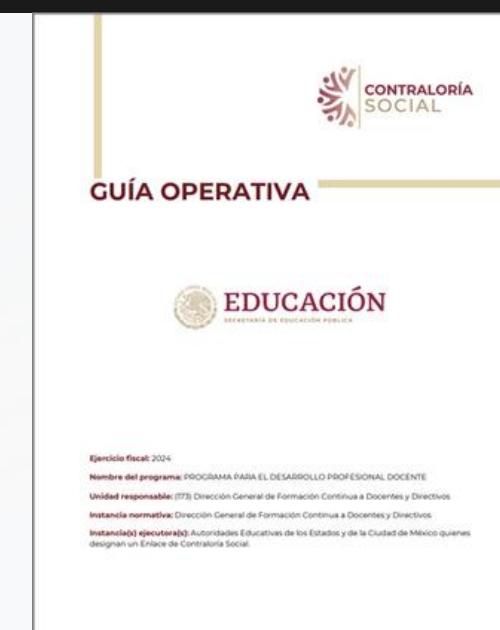 CONTRALORÍA
SOCIAL
GUÍA OPERATIVA
EDUCACIÓN
SECRETARÍA DE EDUCACIÓN PÚBLICA
Ejercicio fiscal: 2024
Nombre del programa: PROGRAMA PARA EL DESARROLLO PROFESIONAL DOCENTE
Unidad responsable: (173) Dirección General de Formación Continua a Docentes y Directivos
Instancia normativa: Dirección General de Formación Continua a Docentes y Directivos
Instancia(s) ejecutora(s): Autoridades Educativas de los Estados y de la Ciudad de México quienes
designan un Enlace de Contraloría Social.